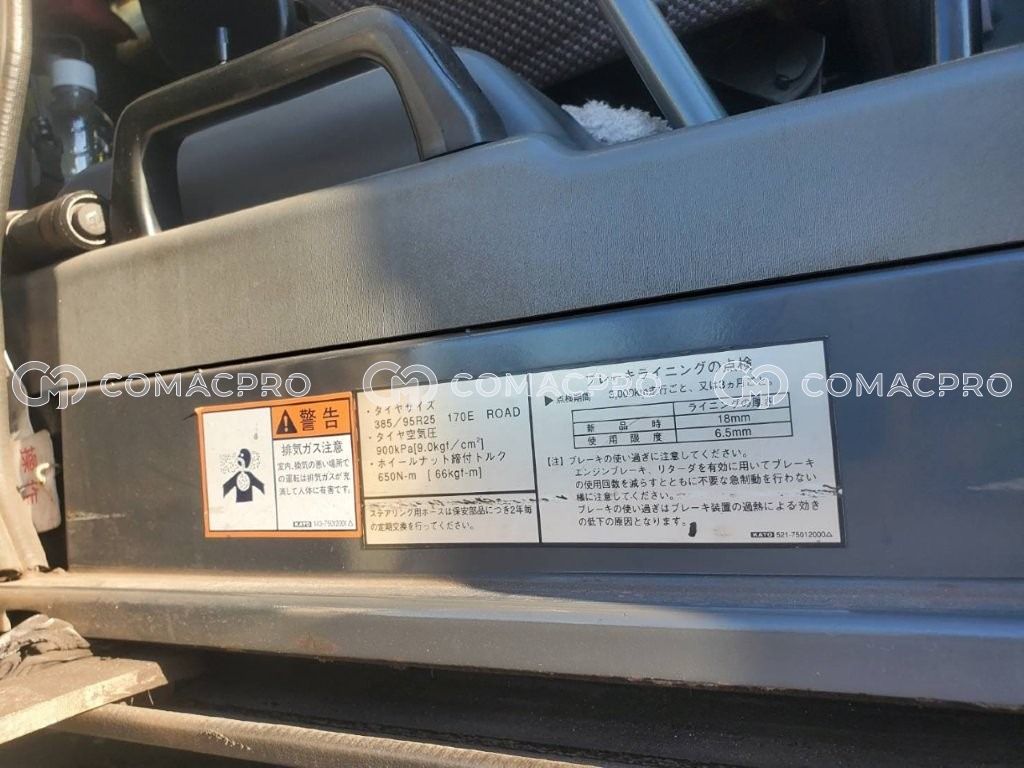 COMACPRO COMACPRO COMACPRO
警告
排気ガス注意
室内、換気の悪い場所で
の運転は排気ガスが充
満して人体に有害です。
KATO
・タイヤサイズ
385/95R25 170E ROAD
・タイヤ空気圧
900kPa[9.0kgf/cm²]
・ホイールナット締付トルク
650N-m [66kgf-m]
ステアリング用ホースは保安部品につき2年毎
の定期交換を行ってください。
ブレーキライニングの点検
点検期間
ライニングの厚さ
新品時 18mm
使用限度 6.5mm
[注] ブレーキの使い過ぎに注意してください。
エンジンブレーキ、リターダを有効に用いてブレーキ
の使用回数を減らすとともに不要な急制動を行わない
様に注意してください。
ブレーキの使い過ぎはブレーキ装置の過熱による効き
の低下の原因となります。
KATO 521-75012000△